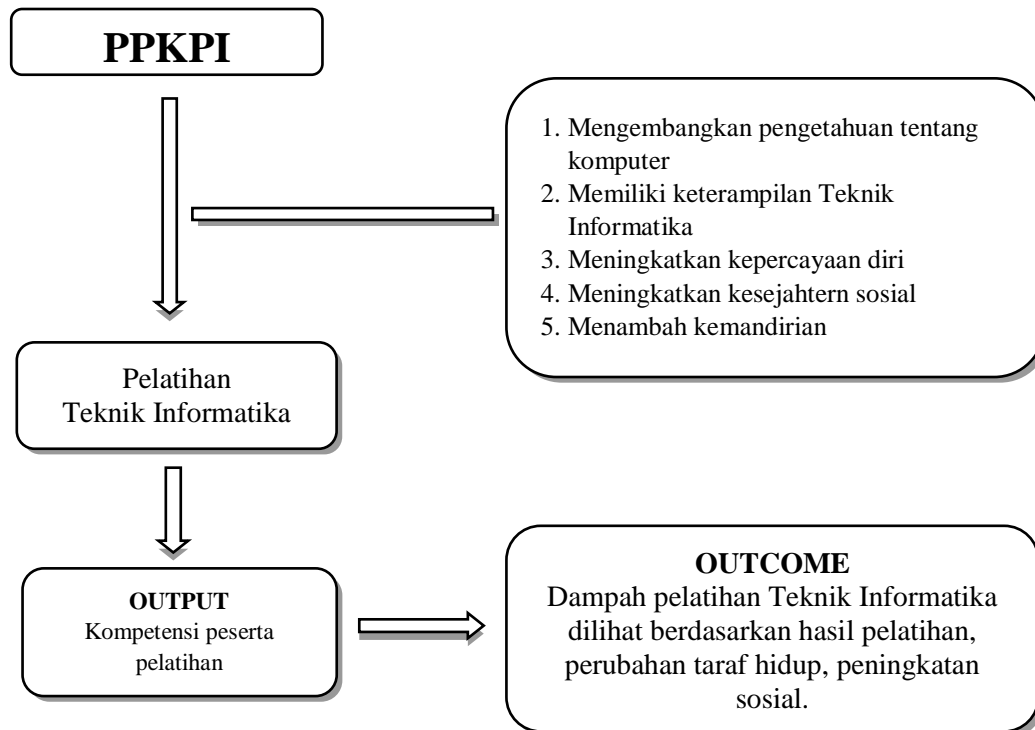 PPKPI
1. Mengembangkan pengetahuan tentang
komputer
2. Memiliki keterampilan Teknik
Informatika
3. Meningkatkan kepercayaan diri
4. Meningkatkan kesejahtern sosial
5. Menambah kemandirian
Pelatihan
Teknik Informatika
OUTPUT
Kompetensi peserta
pelatihan
OUTCOME
Dampah pelatihan Teknik Informatika
dilihat berdasarkan hasil pelatihan,
perubahan taraf hidup, peningkatan
sosial.